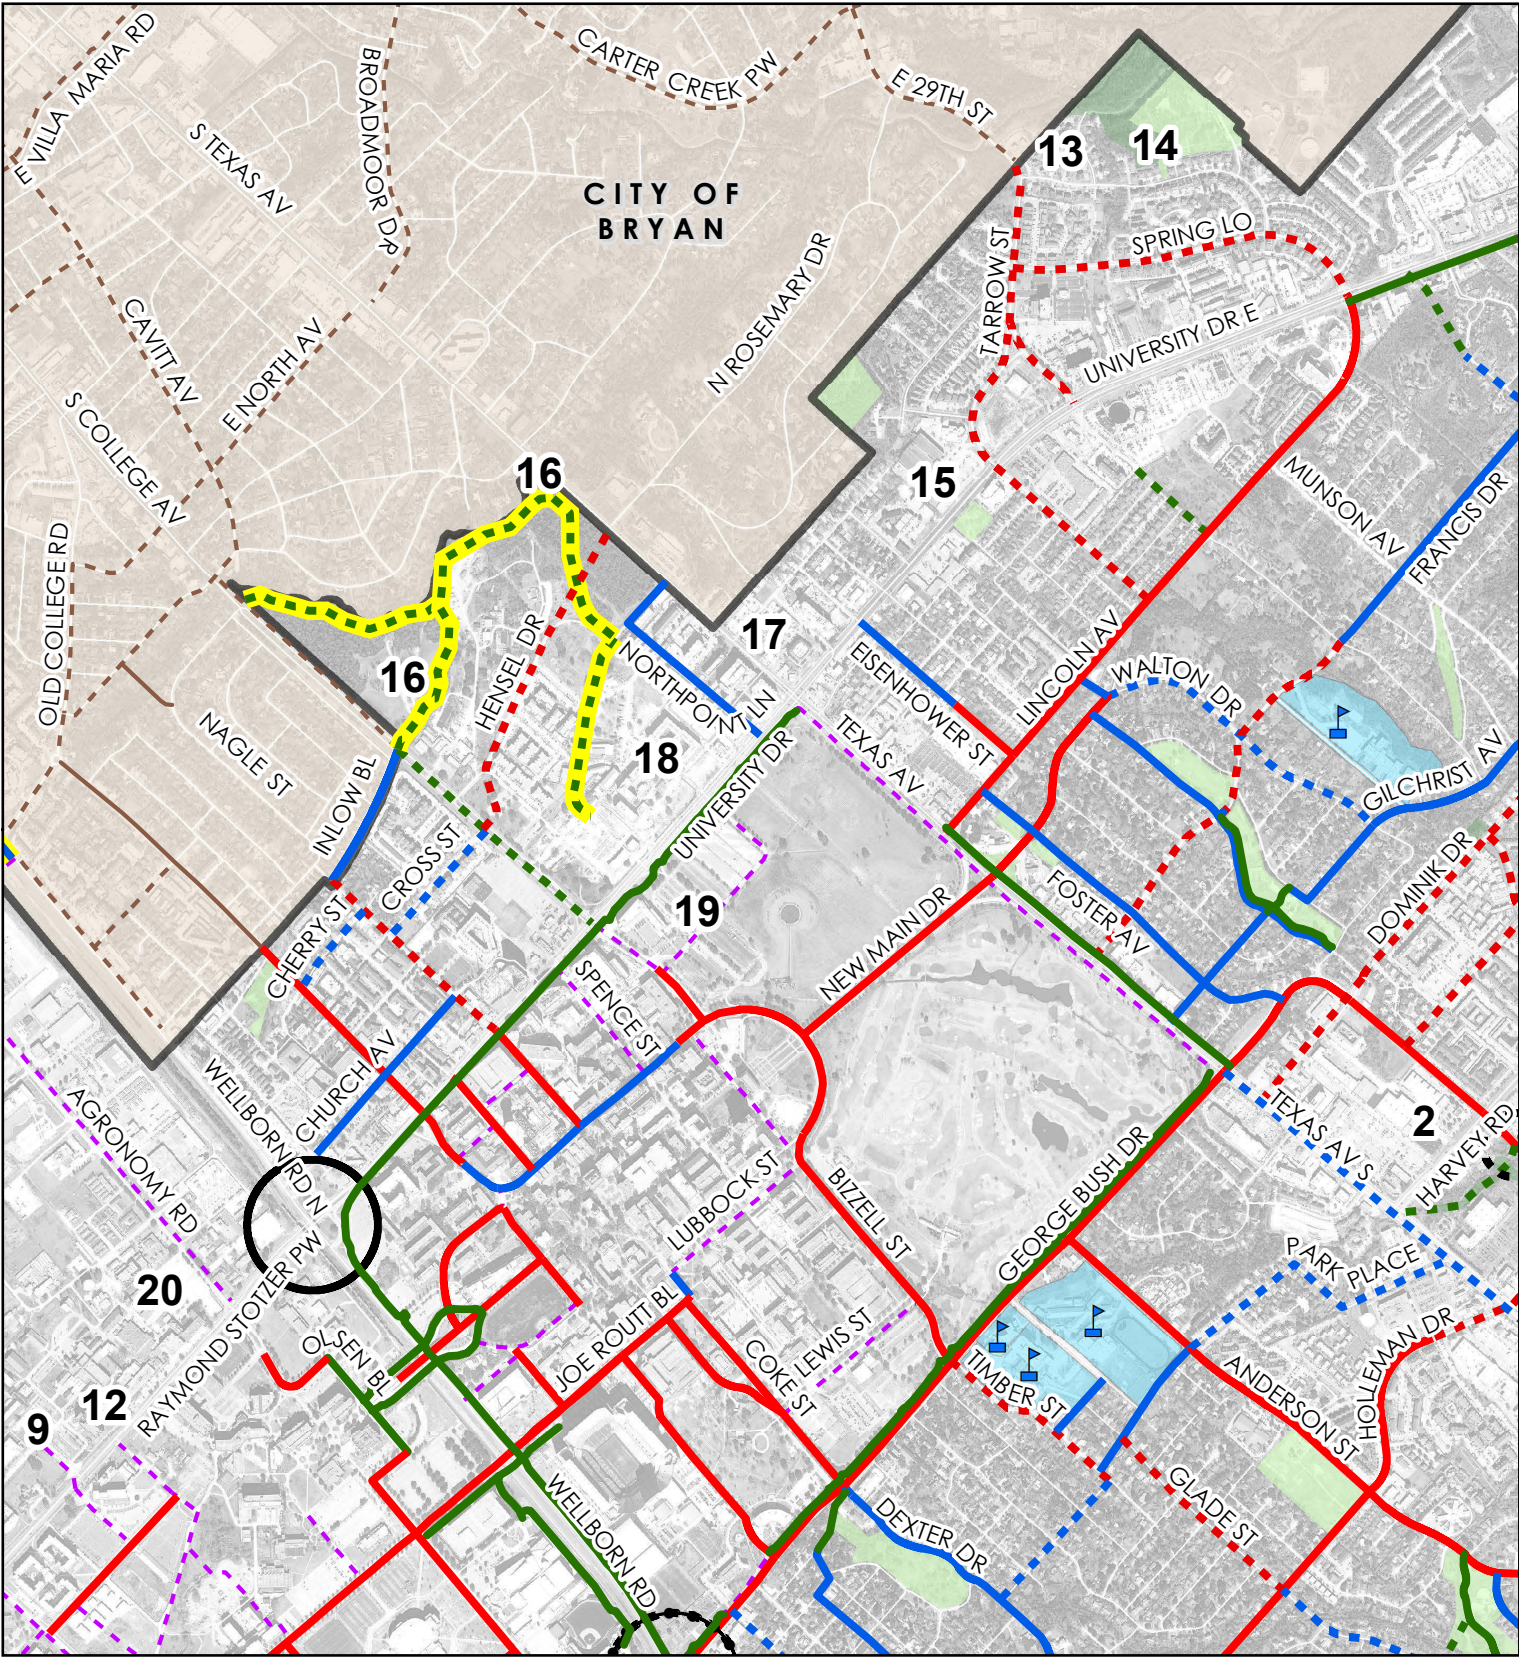 E VILLA MARIA RD
BROADMOOR DR
CARTER CREEK PW
E 29TH ST
S TEXAS AV
13
14
CITY OF
BRYAN
SPRING LO
TARROW ST
N ROSEMARY DR
CAVITT AV
E NORTH AV
UNIVERSITY DR E
S COLLEGE AV
16
15
MUNSON AV
FRANCIS DR
OLD COLLEGE RD
HENSEL DR
17
16
NORTHPOINT LN
EISENHOWER ST
LINCOLN AV
WALTON DR
NAGLE ST
18
UNIVERSITY DR
TEXAS AV
GILCHRIST AV
INLOW BL
CROSS ST
19
FOSTER AV
DOMINIK DR
CHERRY ST
NEW MAIN DR
SPENCE ST
CHURCH AV
WELLBORN RD N
AGRONOMY RD
TEXAS AV S
2
HARVEY RD
LUBBOCK ST
BIZZELL ST
GEORGE BUSH DR
PARK PLACE
20
RAYMOND STOTZER PW
OLSEN BL
JOE ROUTT BL
COKE ST
LEWIS ST
TIMBER ST
ANDERSON ST
HOLLEMAN DR
12
9
WELLBORN RD
DEXTER DR
GLADE ST